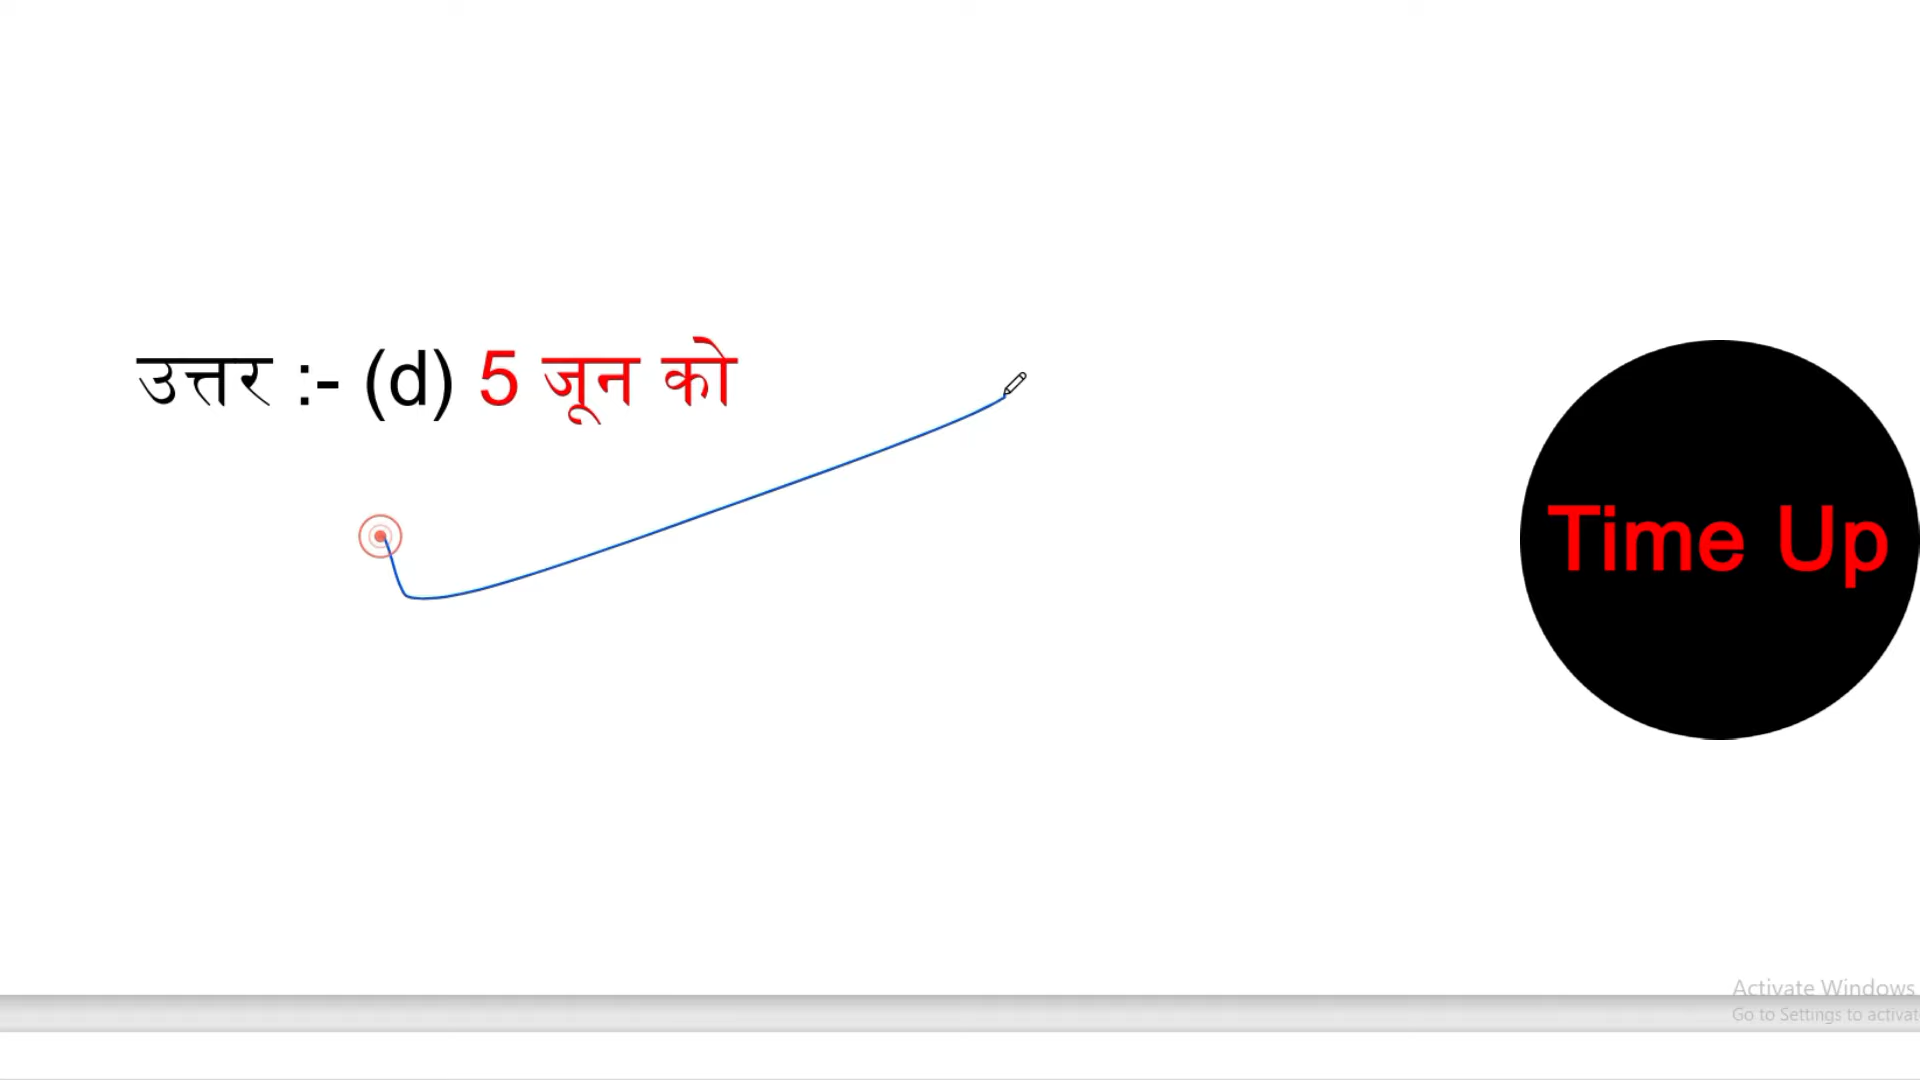 उत्तर :- (d) 5 जून को
Time Up
Activate Windows
Go to Settings to activat